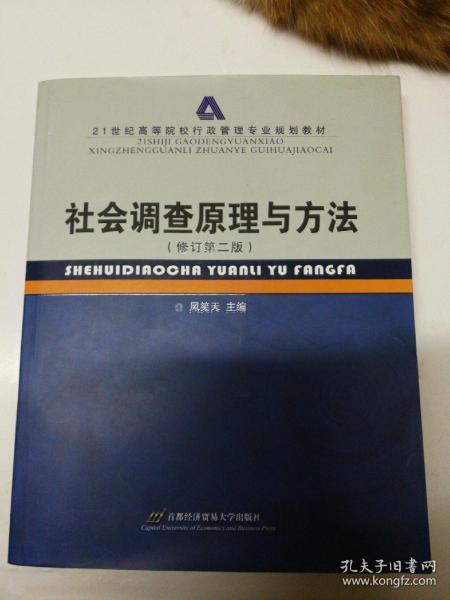 21世纪高等院校行政管理专业规划教材
21SHIJI GAODENGYUANXIAO
XINGZHENGGUANLI ZHUANYE GUIHUAJIAOCAI
社会调查原理与方法
(修订第二版)
SHEHUIDIAOCHA YUANLI YU FANGFA
◎ 风笑天 主编
首都经济贸易大学出版社
Capital University of Economics and Business Press
孔夫子旧书网
www.kongfz.com